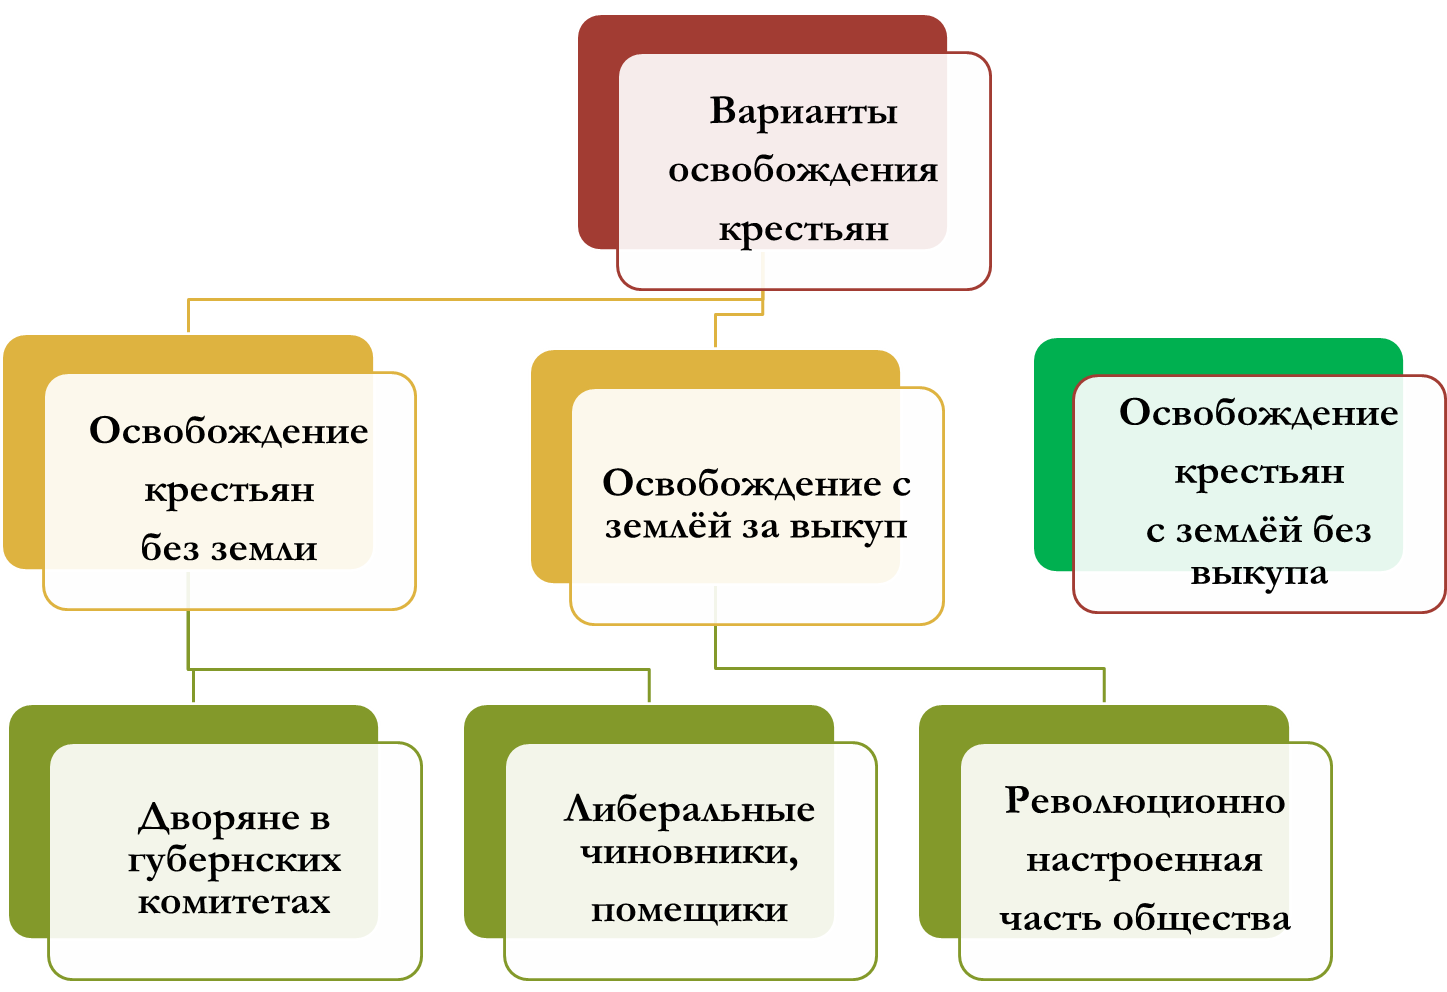 Варианты
освобождения
крестьян
Освобождение
крестьян
без земли
Освобождение с
землёй за выкуп
Освобождение
крестьян
с землёй без
выкупа
Дворяне в
губернских
комитетах
Либеральные
чиновники,
помещики
Революционно
настроенная
часть общества